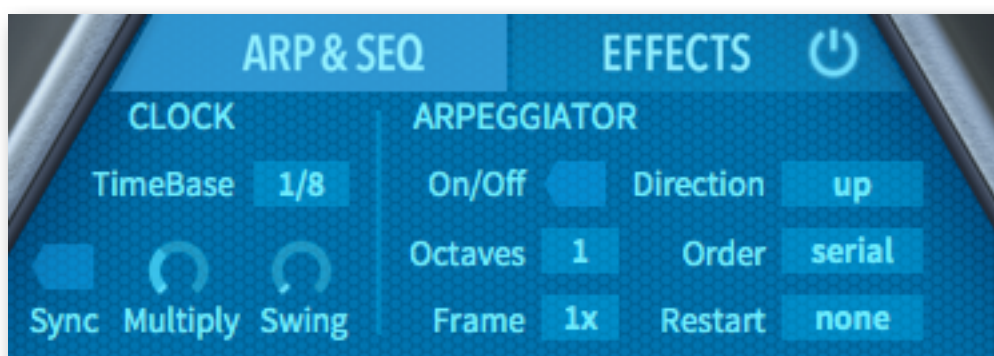 ARP & SEQ EFFECTS
CLOCK
TimeBase 1/8
Sync Multiply Swing
ARPEGGIATOR
On/Off Direction up
Octaves 1 Order serial
Frame 1x Restart none